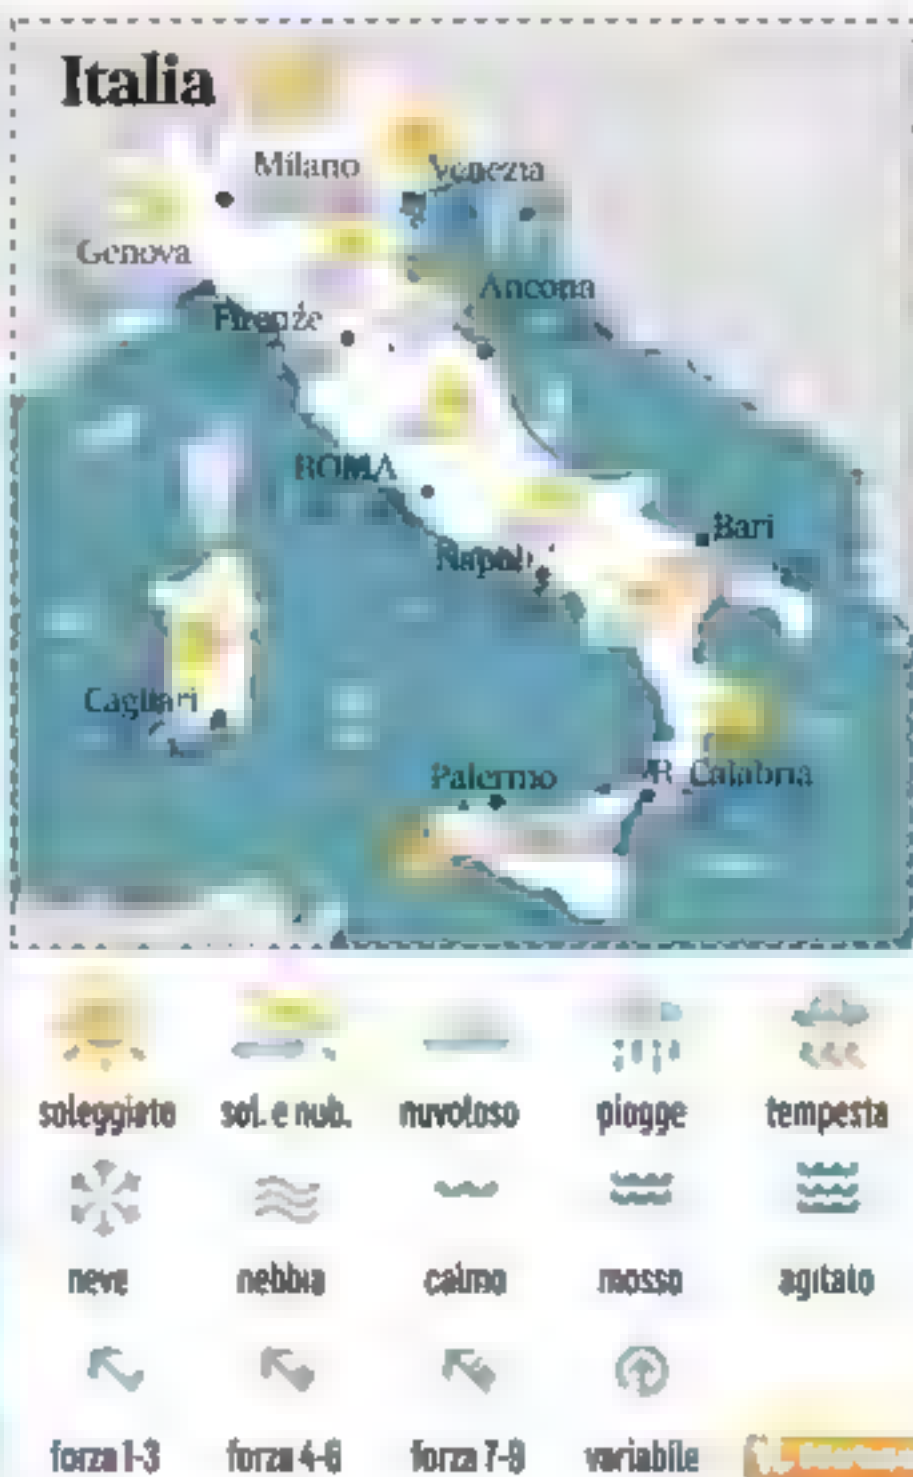 Italia
Milano
Venezia
Genova
Ancona
Firenze
ROMA
Bari
Napoli
Cagliari
Palermo
R. Calabria
soleggiato sol. e nub. nuvoloso piogge tempesta
neve nebbia calmo mosso agitato
forza 1-3 forza 4-6 forza 7-9 variabile